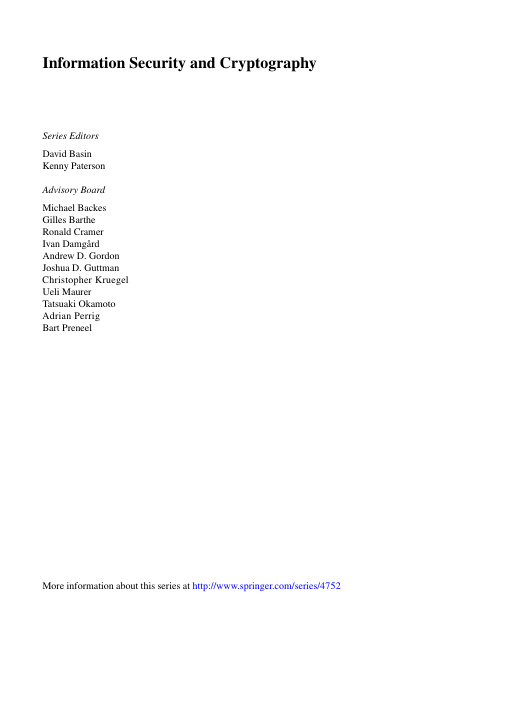 Information Security and Cryptography
Series Editors
David Basin
Kenny Paterson
Advisory Board
Michael Backes
Gilles Barthe
Ronald Cramer
Ivan Damgård
Andrew D. Gordon
Joshua D. Guttman
Christopher Kruegel
Ueli Maurer
Tatsuaki Okamoto
Adrian Perrig
Bart Preneel
More information about this series at http://www.springer.com/series/4752